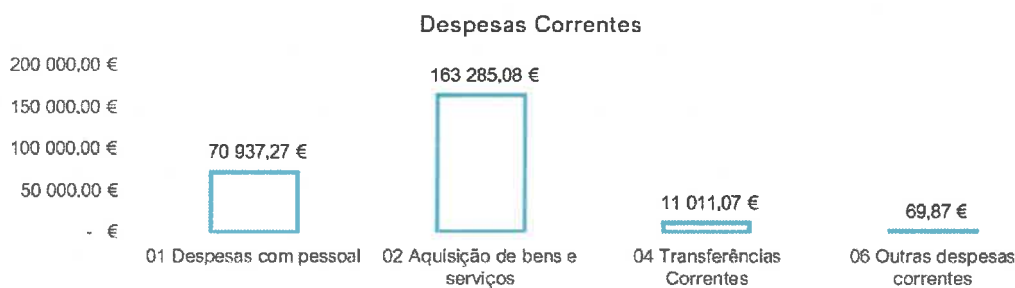 Despesas Correntes
200 000,00 €
150 000,00 €
100 000,00 €
50 000,00 €
- €
70 937,27 €
163 285,08 €
11 011,07 €
69,87 €
01 Despesas com pessoal
02 Aquisição de bens e
serviços
04 Transferências
Correntes
06 Outras despesas
correntes